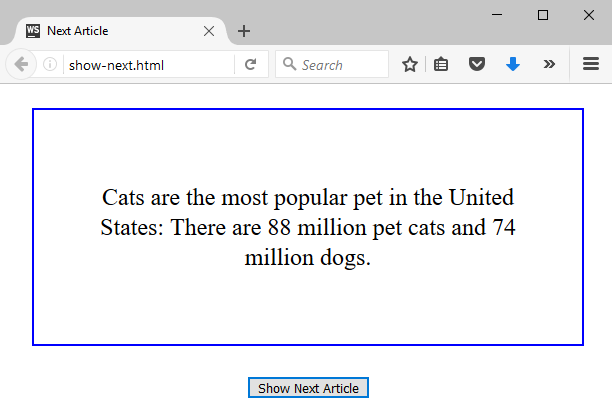 WS Next Article
show-next.html
Search
Cats are the most popular pet in the United
States: There are 88 million pet cats and 74
million dogs.
Show Next Article